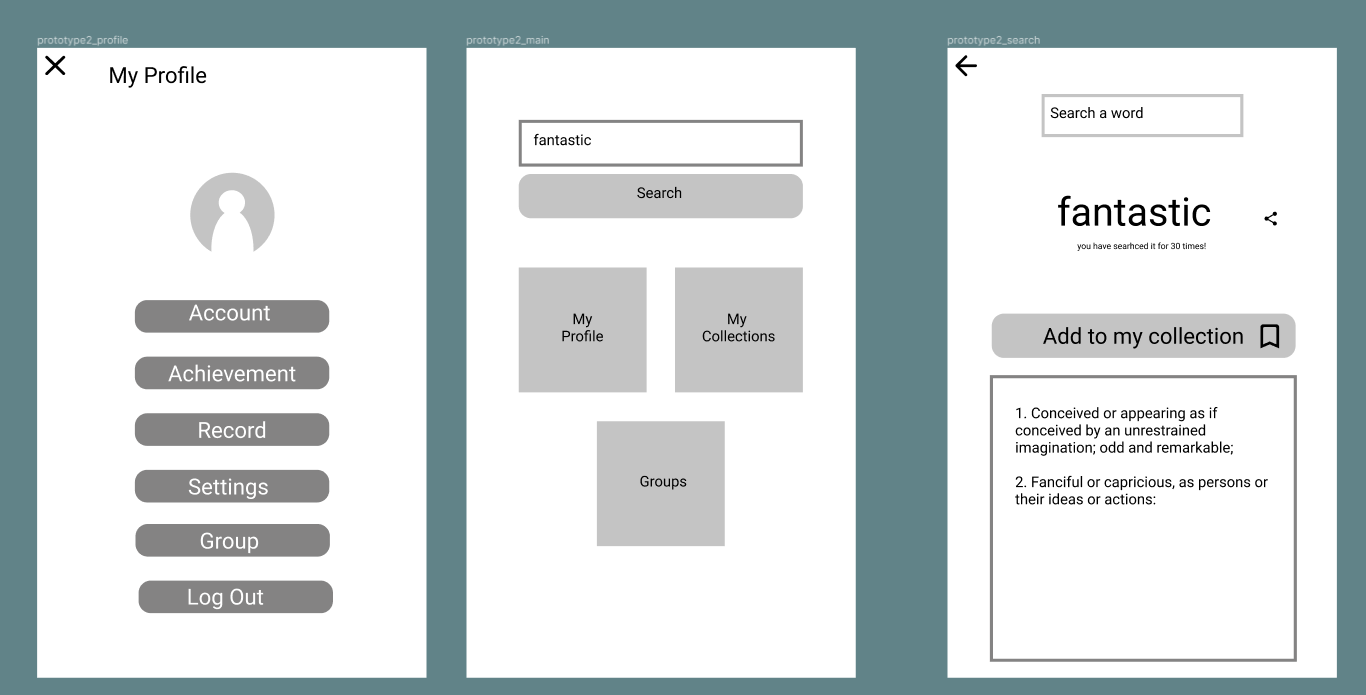 prototype2_profile
My Profile
Account
Achievement
Record
Settings
Group
Log Out
prototype2_main
fantastic
Search
My
Profile
My
Collections
Groups
prototype2_search
Search a word
fantastic
you have searhced it for 30 times!
Add to my collection
1. Conceived or appearing as if
conceived by an unrestrained
imagination; odd and remarkable;
2. Fanciful or capricious, as persons or
their ideas or actions: